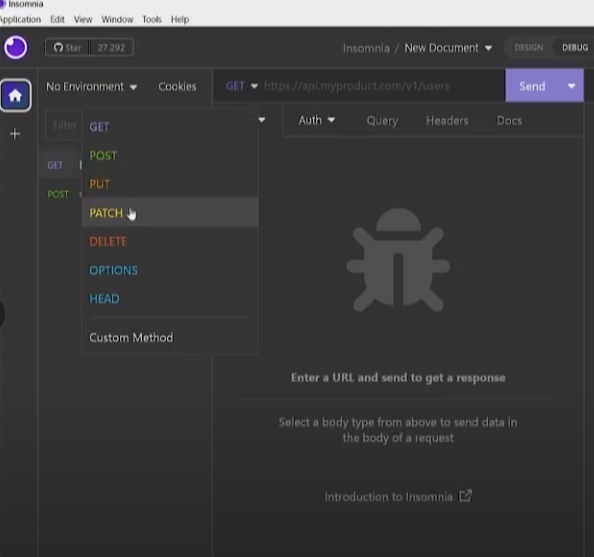 Insomnia
Application Edit View Window Tools Help
Star 27.292
Insomnia / New Document
DESIGN DEBUG
No Environment Cookies
GET https://api.myproduct.com/v1/users
Send
Filter
Auth Query Headers Docs
GET
POST
GET
POST
PUT
PATCH
DELETE
OPTIONS
HEAD
Custom Method
Enter a URL and send to get a response
Select a body type from above to send data in
the body of a request
Introduction to Insomnia